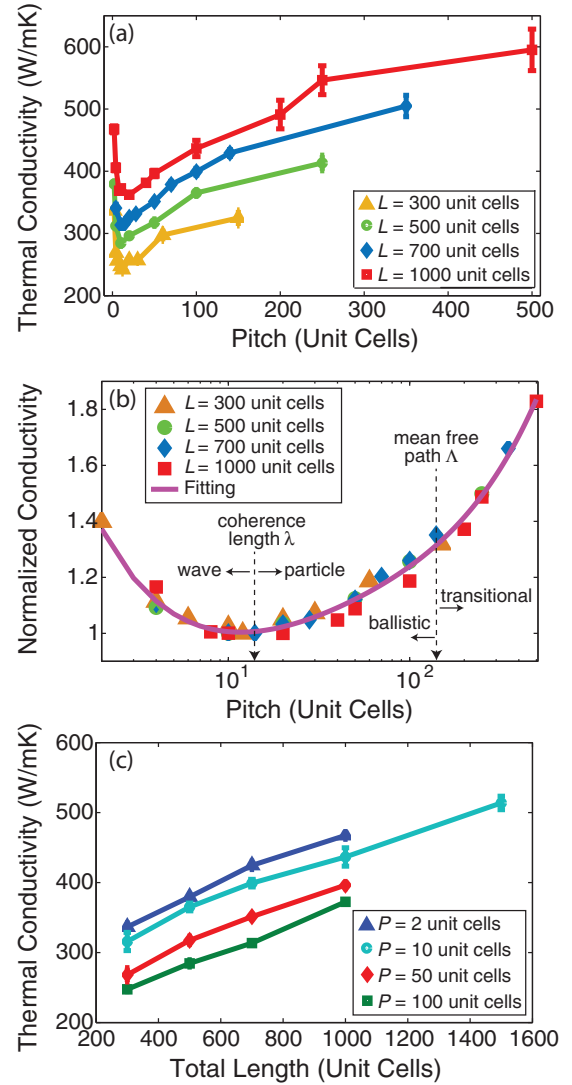 (a)
Thermal Conductivity (W/mK)
600
500
400
300
200
L = 300 unit cells
L = 500 unit cells
L = 700 unit cells
L = 1000 unit cells
0 100 200 300 400 500
Pitch (Unit Cells)
(b)
Normalized Conductivity
1.8
1.6
1.4
1.2
1
L = 300 unit cells
L = 500 unit cells
L = 700 unit cells
L = 1000 unit cells
Fitting
mean free
path Λ
coherence
length λ
wave
particle
transitional
ballistic
10¹ 10²
Pitch (Unit Cells)
(c)
Thermal Conductivity (W/mK)
600
500
400
300
200
P = 2 unit cells
P = 10 unit cells
P = 50 unit cells
P = 100 unit cells
200 400 600 800 1000 1200 1400 1600
Total Length (Unit Cells)